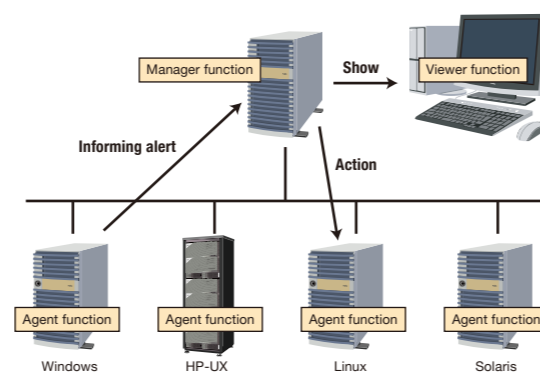 Manager function
Show
Viewer function
Informing alert
Action
Agent function
Agent function
Agent function
Agent function
Windows
HP-UX
Linux
Solaris